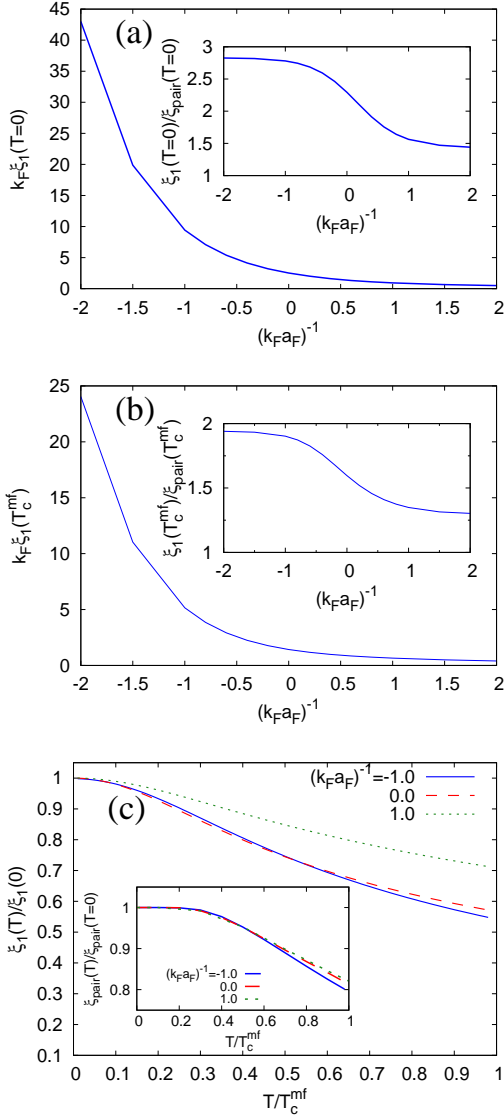 (a)
k_Fξ_1(T=0)
45
40
35
30
25
20
15
10
5
0
-2 -1.5 -1 -0.5 0 0.5 1 1.5 2
(k_Fa_F)^-1
ξ_1(T=0)/ξ_pair(T=0)
3
2.5
2
1.5
1
-2 -1 0 1 2
(k_Fa_F)^-1
(b)
k_Fξ_1(T_c^mf)
25
20
15
10
5
0
-2 -1.5 -1 -0.5 0 0.5 1 1.5 2
(k_Fa_F)^-1
ξ_1(T_c^mf)/ξ_pair(T_c^mf)
2
1.5
1
-2 -1 0 1 2
(k_Fa_F)^-1
(c)
(k_Fa_F)^-1=-1.0
0.0
1.0
ξ_1(T)/ξ_1(0)
1
0.9
0.8
0.7
0.6
0.5
0.4
0.3
0.2
0.1
0 0.1 0.2 0.3 0.4 0.5 0.6 0.7 0.8 0.9 1
T/T_c^mf
ξ_pair(T)/ξ_pair(T=0)
1
0.9
0.8
(k_Fa_F)^-1=-1.0
0.0
1.0
0 0.2 0.4 0.6 0.8 1
T/T_c^mf